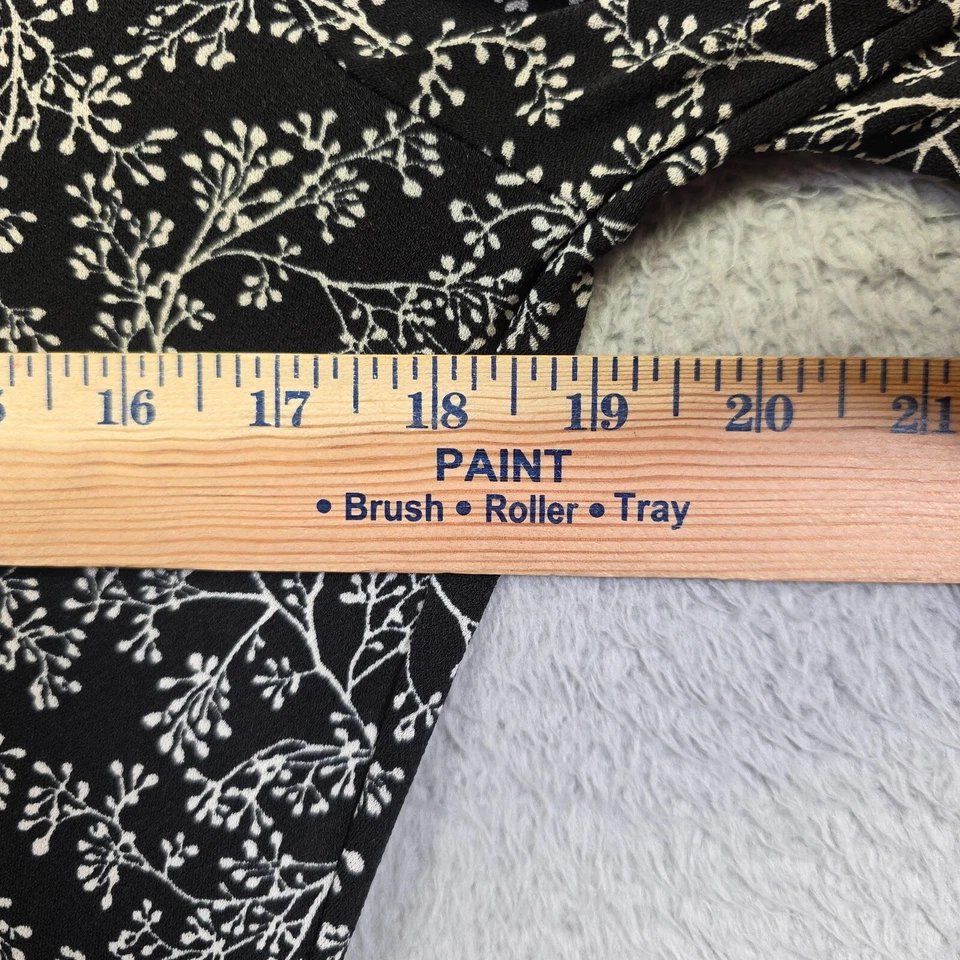 16 17 18 19 20 21
PAINT
• Brush • Roller • Tray